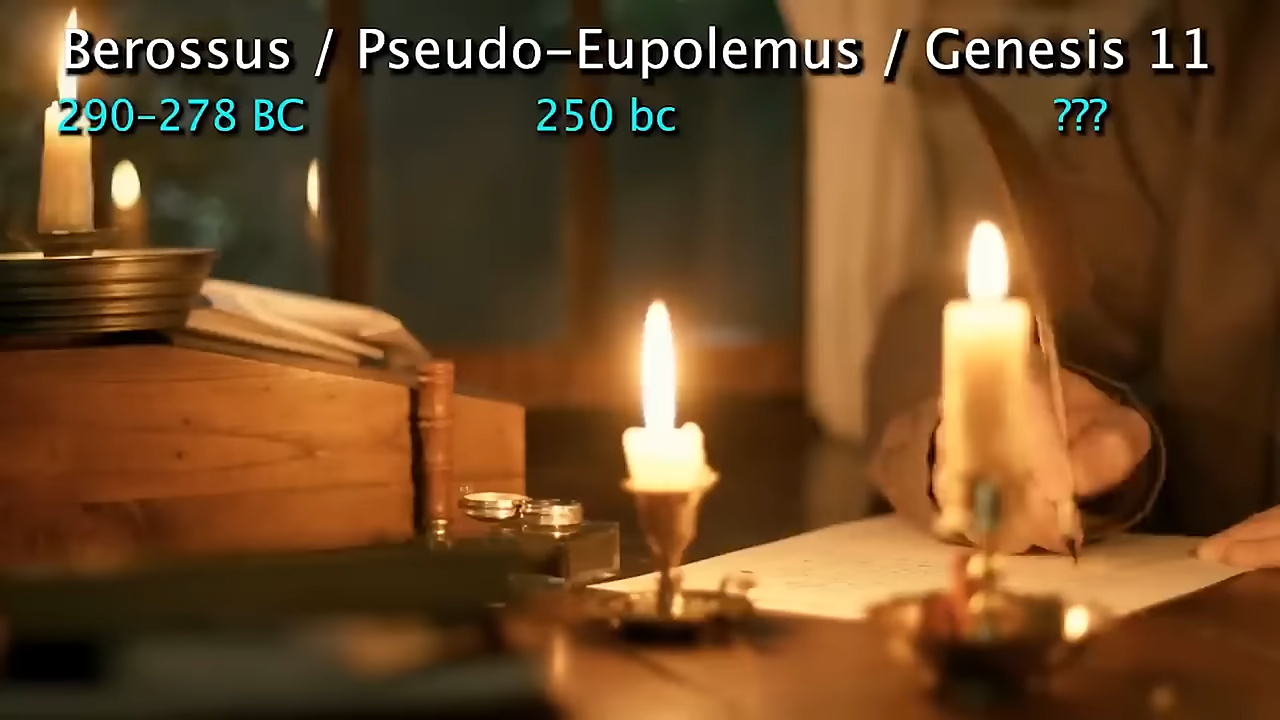 Berossus / Pseudo-Eupolemus / Genesis 11
290-278 BC 250 bc ???